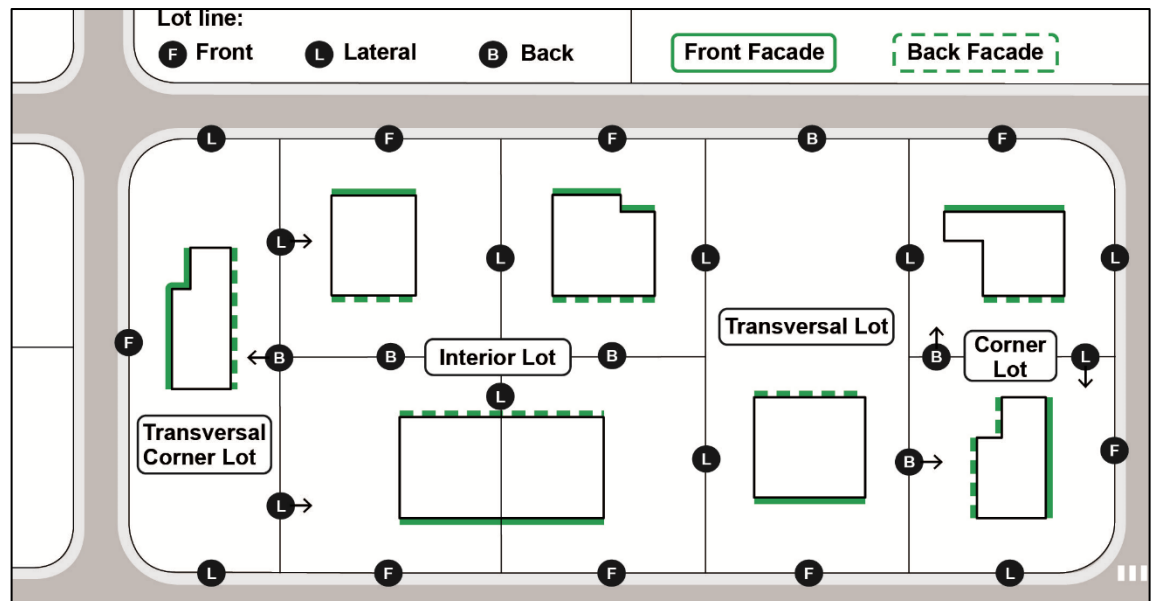 Lot line:
F Front
L Lateral
B Back
Front Facade
Back Facade
L
F
F
B
F
L
L
L
L
L
F
B
B
Interior Lot
B
Transversal Lot
B
Corner
Lot
L
L
Transversal
Corner Lot
L
B
F
L
L
F
F
F
L